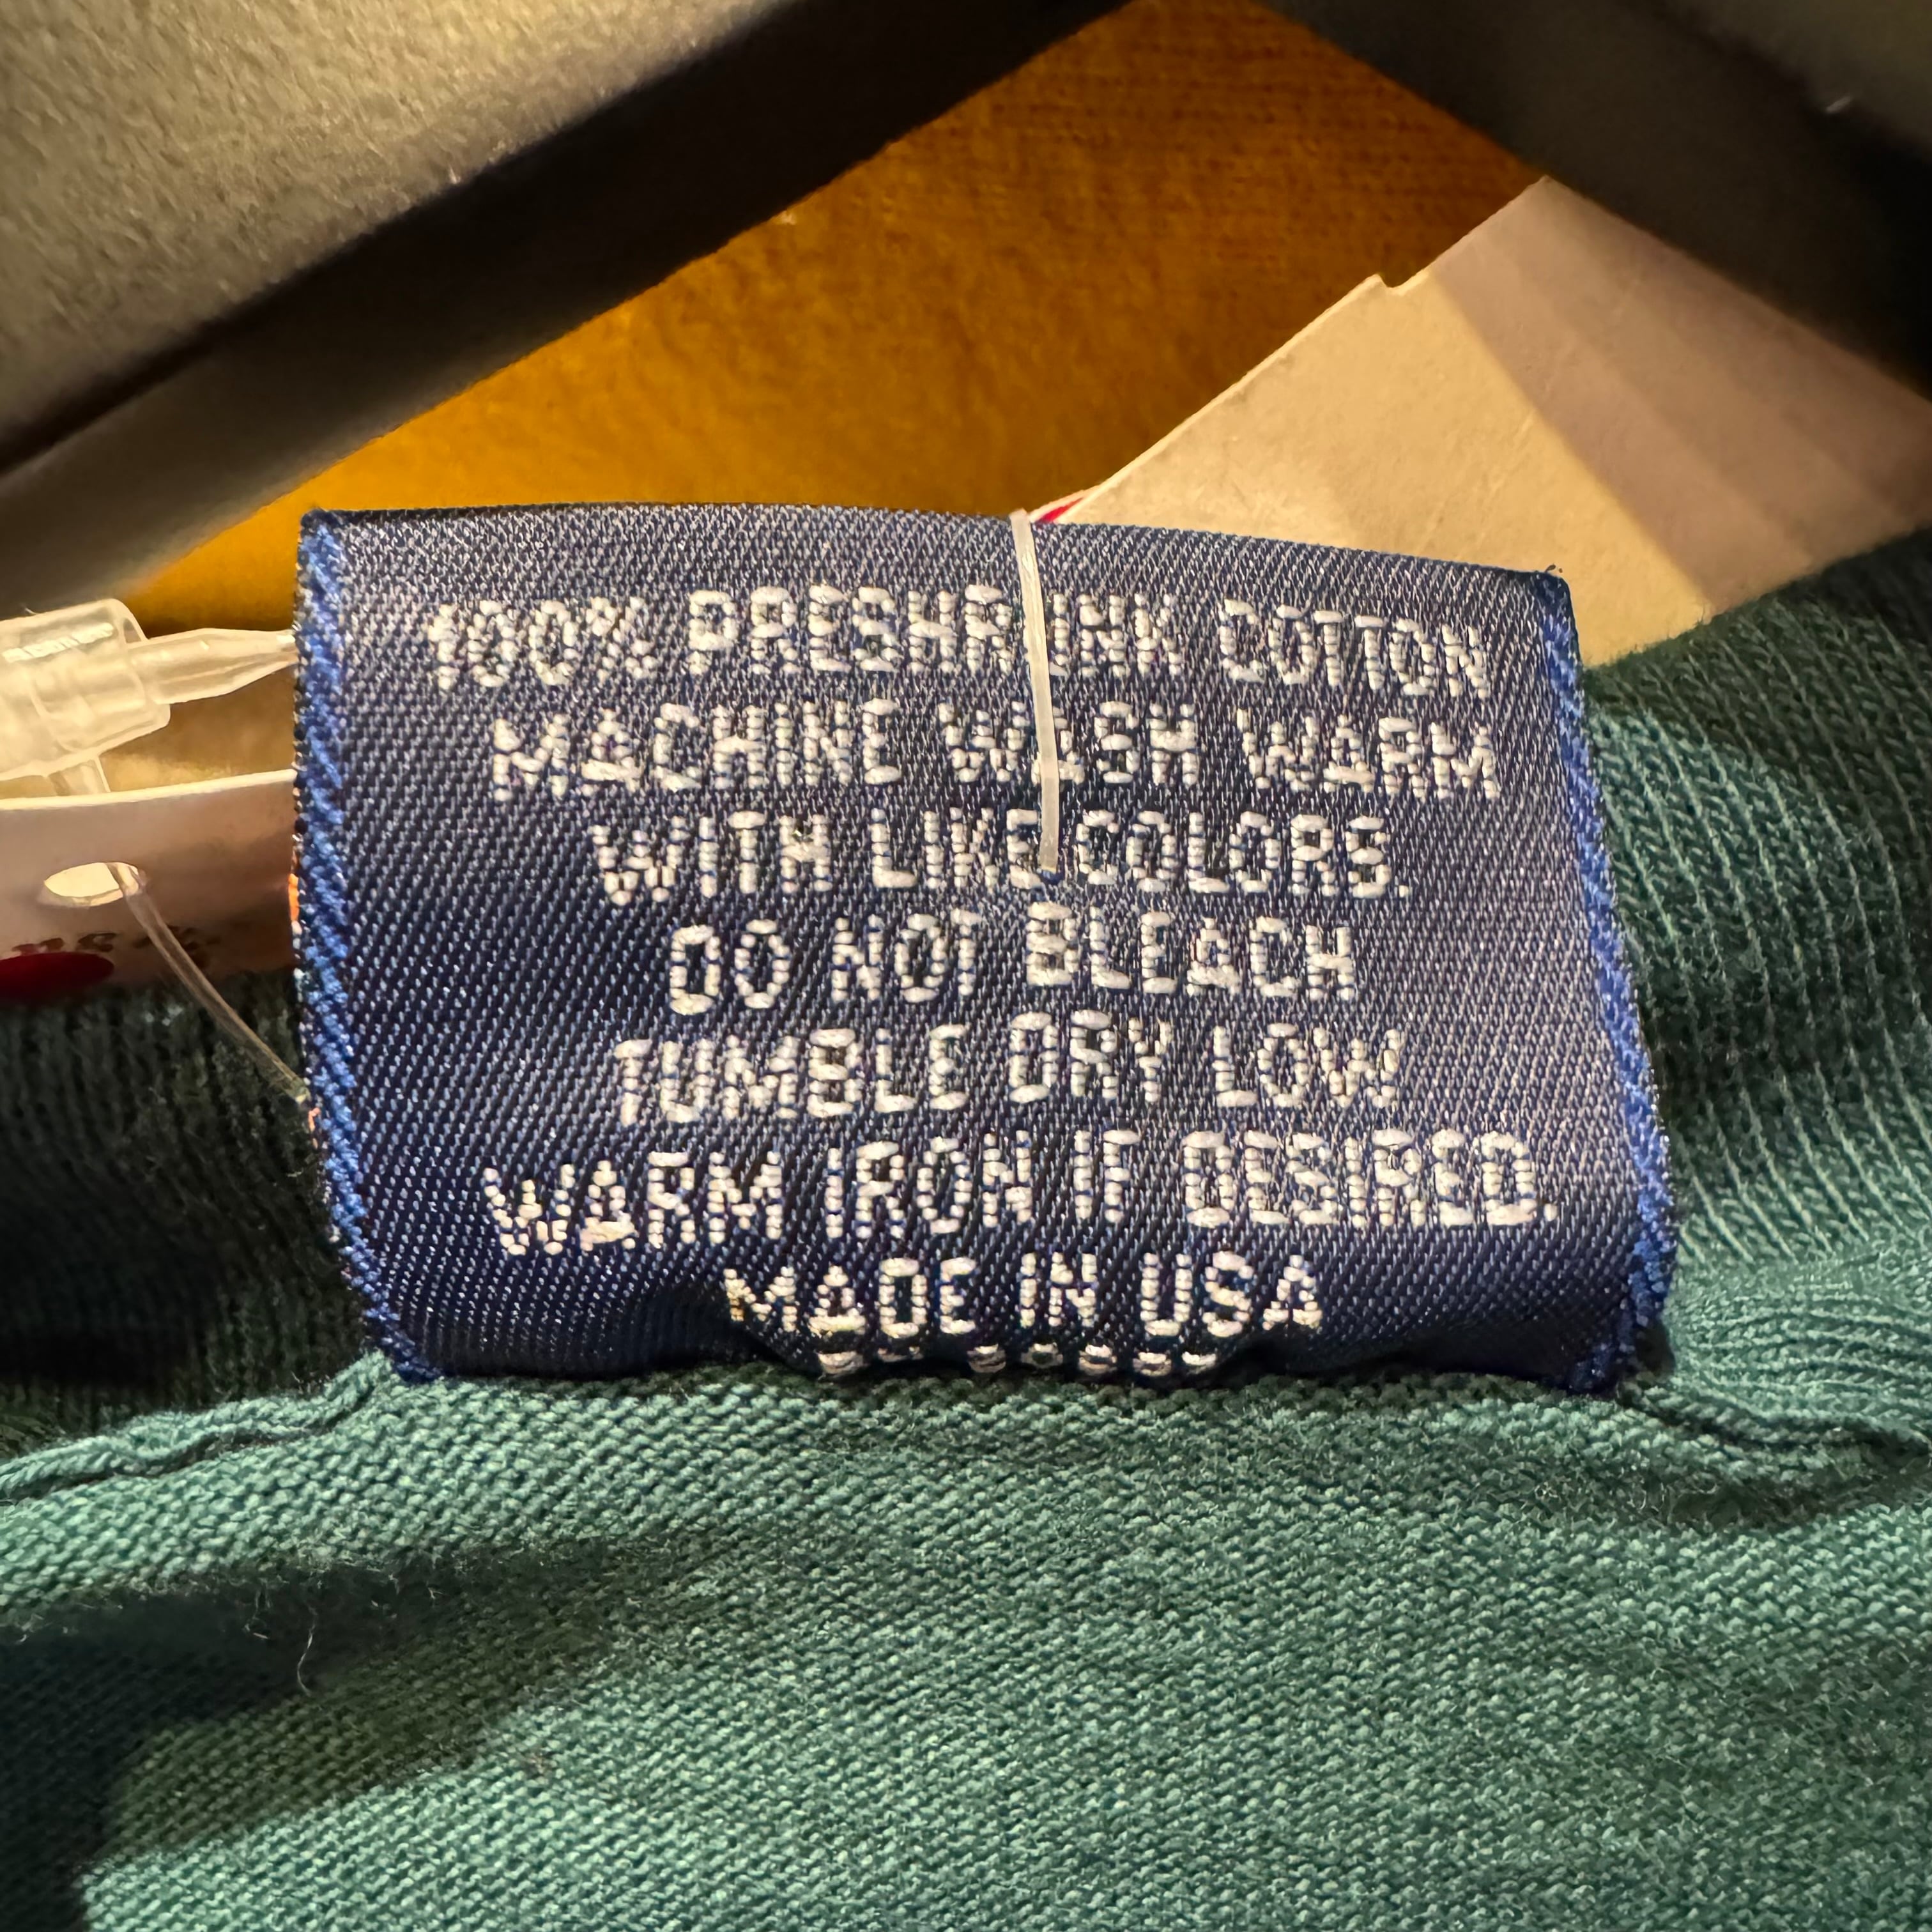 100% PRESHRUNK COTTON
MACHINE WASH WARM
WITH LIKE COLORS.
DO NOT BLEACH
TUMBLE DRY LOW
WARM IRON IF DESIRED.
MADE IN USA